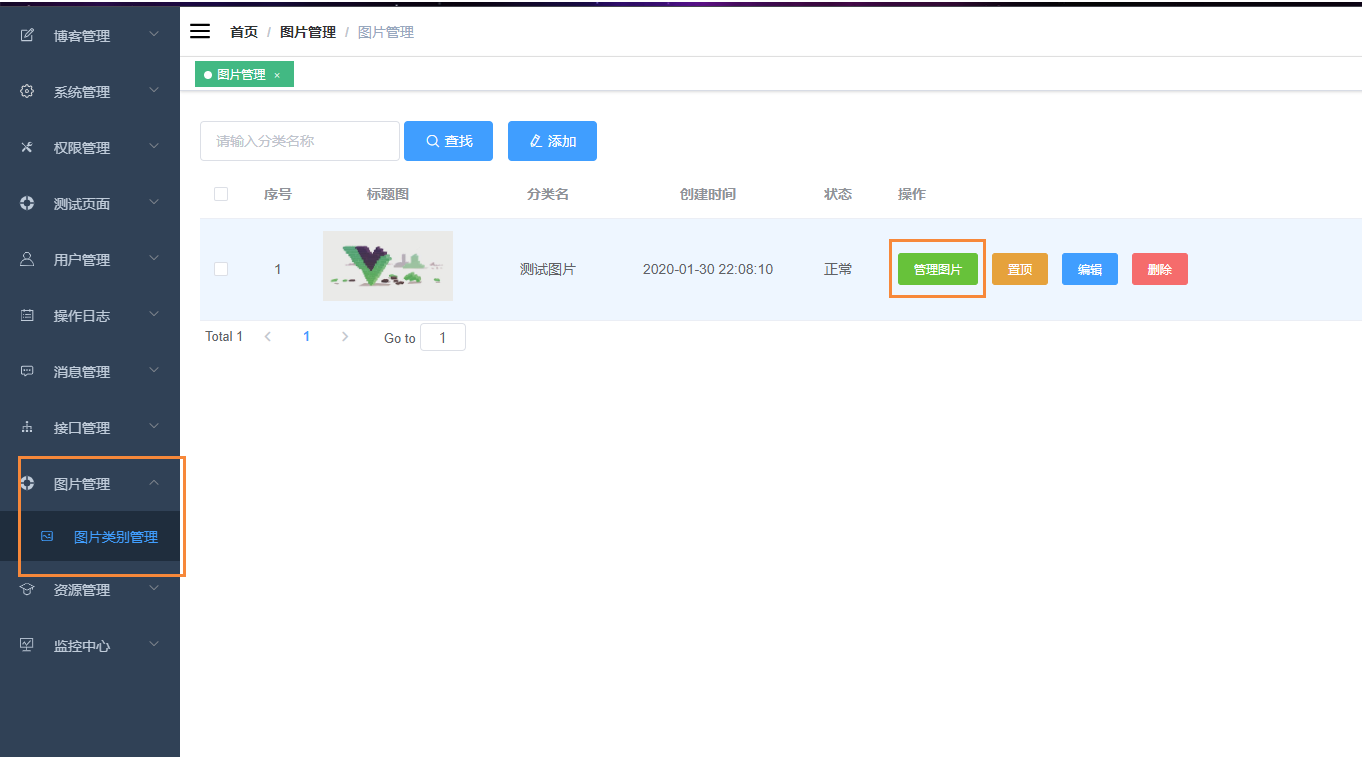 博客管理
系统管理
权限管理
测试页面
用户管理
操作日志
消息管理
接口管理
图片管理
图片类别管理
资源管理
监控中心
首页 / 图片管理 / 图片管理
图片管理 ×
请输入分类名称 查找 添加
序号 标题图 分类名 创建时间 状态 操作
1 测试图片 2020-01-30 22:08:10 正常 管理图片 置顶 编辑 删除
Total 1 < 1 > Go to 1